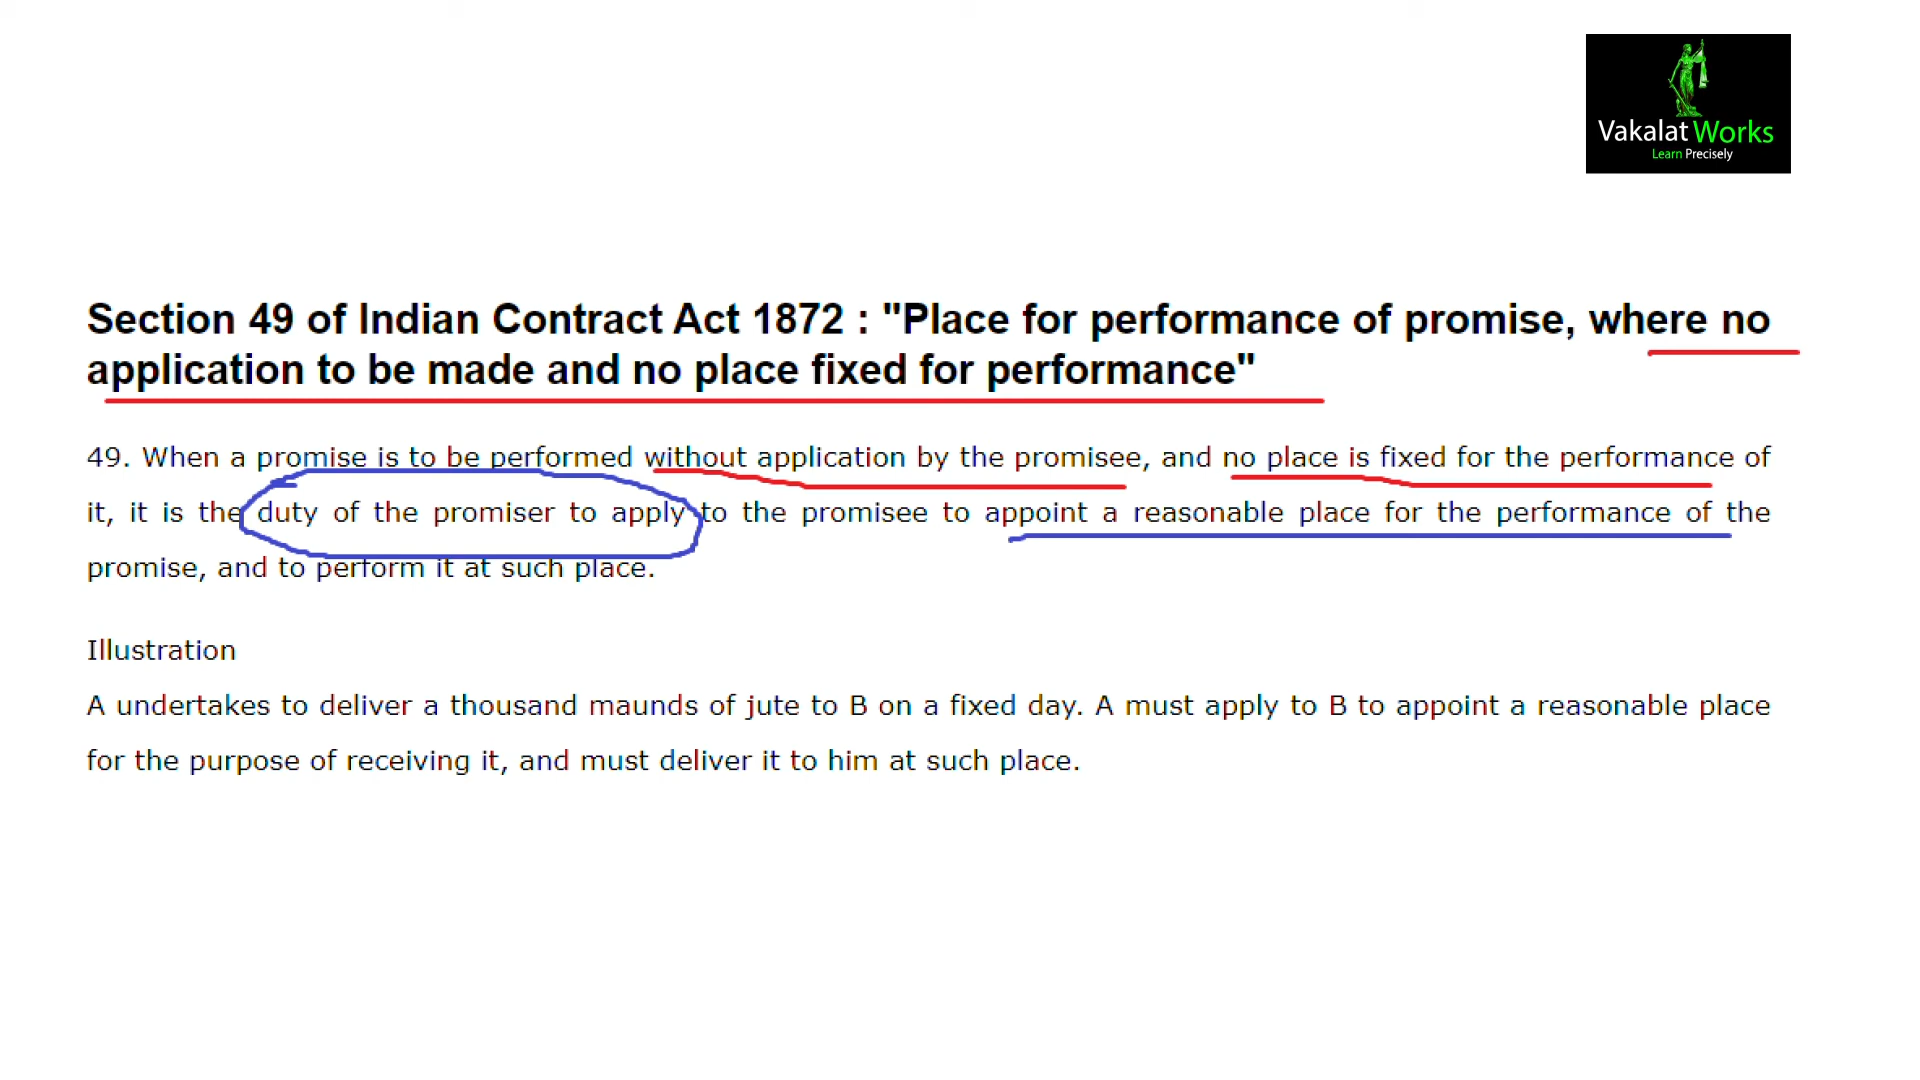 Vakalat Works
Learn Precisely
Section 49 of Indian Contract Act 1872 : "Place for performance of promise, where no
application to be made and no place fixed for performance"
49. When a promise is to be performed without application by the promisee, and no place is fixed for the performance of
it, it is the duty of the promiser to apply to the promisee to appoint a reasonable place for the performance of the
promise, and to perform it at such place.
Illustration
A undertakes to deliver a thousand maunds of jute to B on a fixed day. A must apply to B to appoint a reasonable place
for the purpose of receiving it, and must deliver it to him at such place.